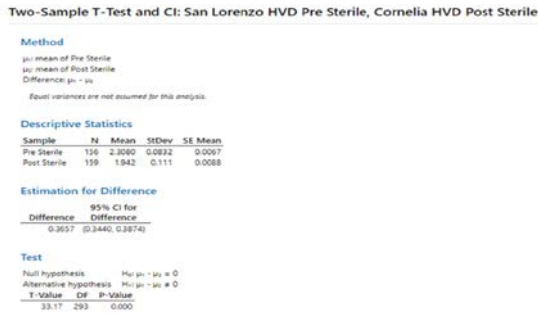 Two-Sample T-Test and CI: San Lorenzo HVD Pre Sterile, Cornelia HVD Post Sterile
Method
μ₁: mean of Pre Sterile
μ₂: mean of Post Sterile
Difference: μ₁ - μ₂
Equal variances are not assumed for this analysis.
Descriptive Statistics
Sample N Mean StDev SE Mean
Pre Sterile 156 2.3080 0.0832 0.0067
Post Sterile 159 1.942 0.111 0.0088
Estimation for Difference
95% CI for
Difference Difference
0.3657 (0.3440, 0.3874)
Test
Null hypothesis H₀: μ₁ - μ₂ = 0
Alternative hypothesis H₁: μ₁ - μ₂ ≠ 0
T-Value DF P-Value
33.17 293 0.000